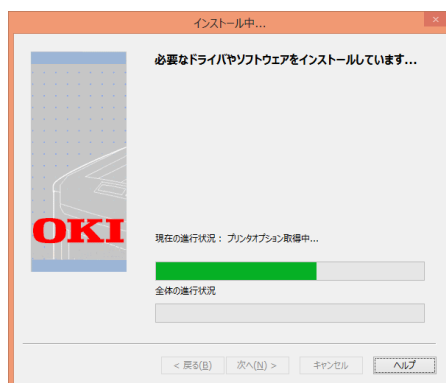 インストール中...
必要なドライバやソフトウェアをインストールしています...
OKI
現在の進行状況： プリンタオプション取得中...
全体の進行状況
< 戻る(B)　次へ(N) >　キャンセル　ヘルプ